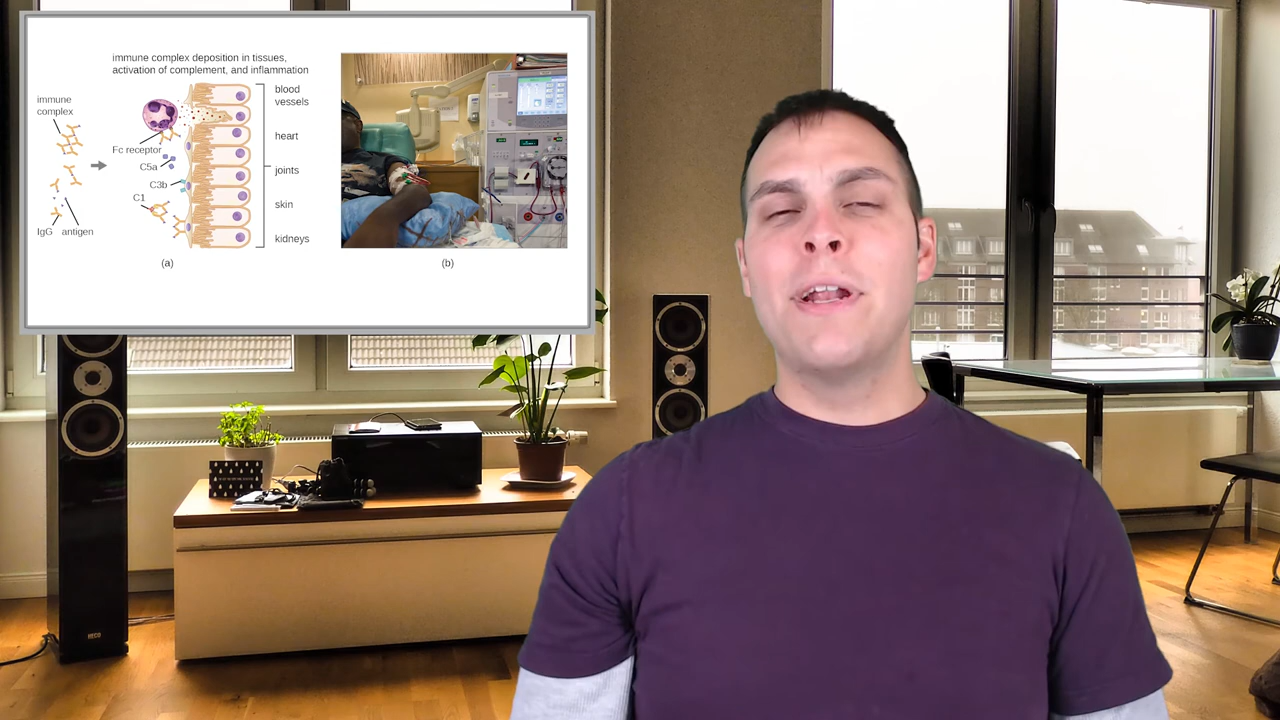 immune complex deposition in tissues,
activation of complement, and inflammation
immune
complex
Fc receptor
C5a
C3b
C1
IgG antigen
blood
vessels
heart
joints
skin
kidneys
(a)
(b)
HECO